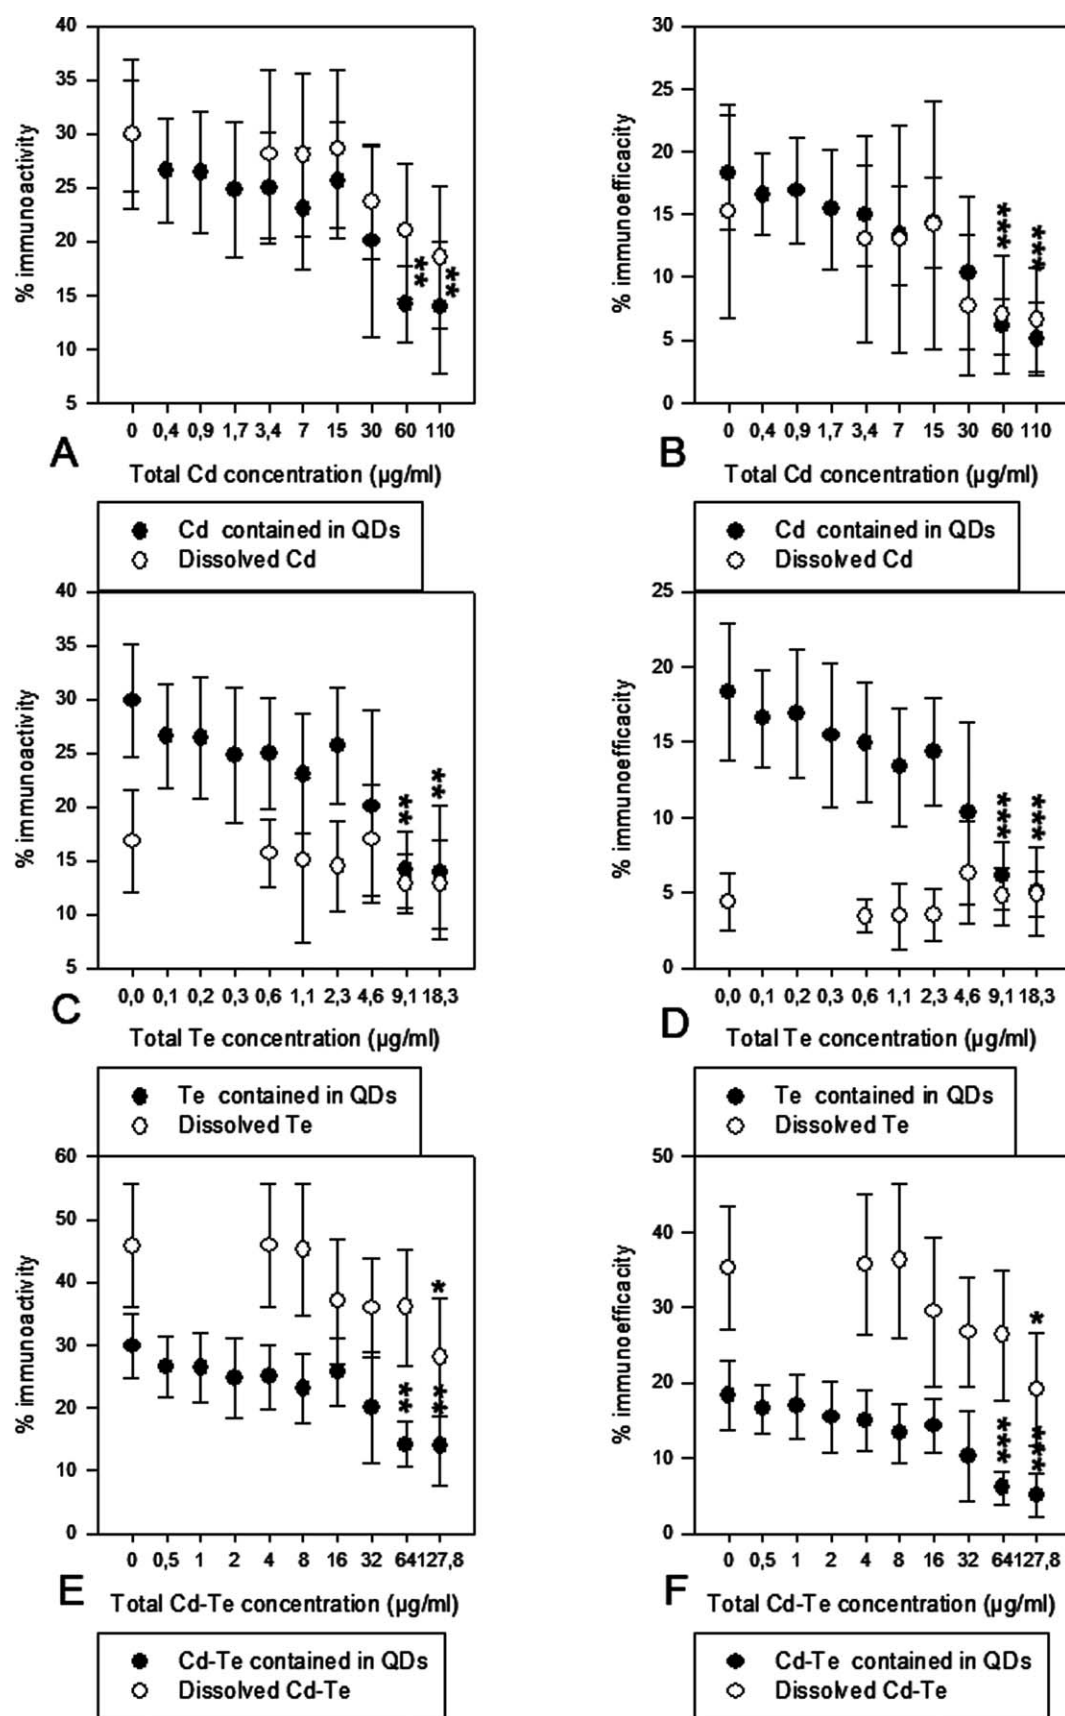 40
35
30
25
20
15
10
5
% immunoactivity
** **
0 0,4 0,9 1,7 3,4 7 15 30 60 110
A
Total Cd concentration (µg/ml)
Cd contained in QDs
Dissolved Cd
30
25
20
15
10
5
0
% immunoefficacity
*** ***
0 0,4 0,9 1,7 3,4 7 15 30 60 110
B
Total Cd concentration (µg/ml)
Cd contained in QDs
Dissolved Cd
40
35
30
25
20
15
10
5
% immunoactivity
** **
0,0 0,1 0,2 0,3 0,6 1,1 2,3 4,6 9,1 18,3
C
Total Te concentration (µg/ml)
Te contained in QDs
Dissolved Te
25
20
15
10
5
0
% immunoefficacity
*** ***
0,0 0,1 0,2 0,3 0,6 1,1 2,3 4,6 9,1 18,3
D
Total Te concentration (µg/ml)
Te contained in QDs
Dissolved Te
60
50
40
30
20
10
0
% immunoactivity
*
** **
0 0,5 1 2 4 8 16 32 64 127,8
E
Total Cd-Te concentration (µg/ml)
Cd-Te contained in QDs
Dissolved Cd-Te
50
40
30
20
10
0
% immunoefficacity
*
*** ***
0 0,5 1 2 4 8 16 32 64 127,8
F
Total Cd-Te concentration (µg/ml)
Cd-Te contained in QDs
Dissolved Cd-Te